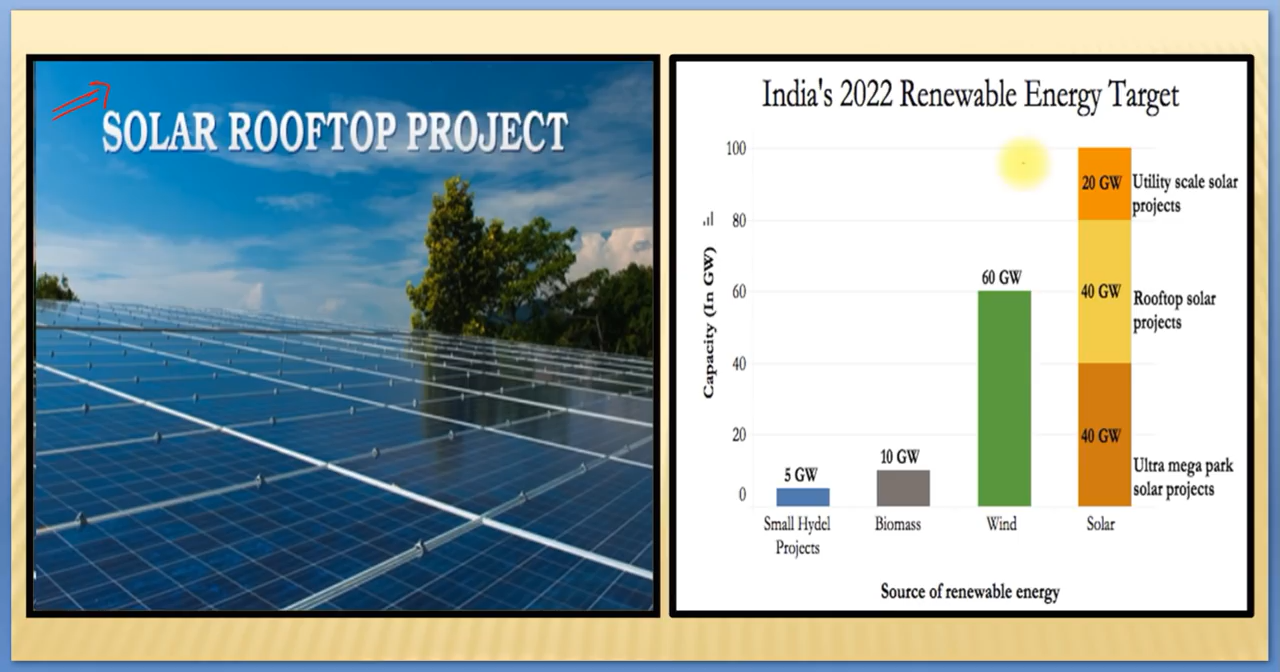 SOLAR ROOFTOP PROJECT
India's 2022 Renewable Energy Target
Capacity (In GW)
100
80
60
40
20
0
5 GW
10 GW
60 GW
20 GW
40 GW
40 GW
Utility scale solar
projects
Rooftop solar
projects
Ultra mega park
solar projects
Small Hydel
Projects
Biomass
Wind
Solar
Source of renewable energy